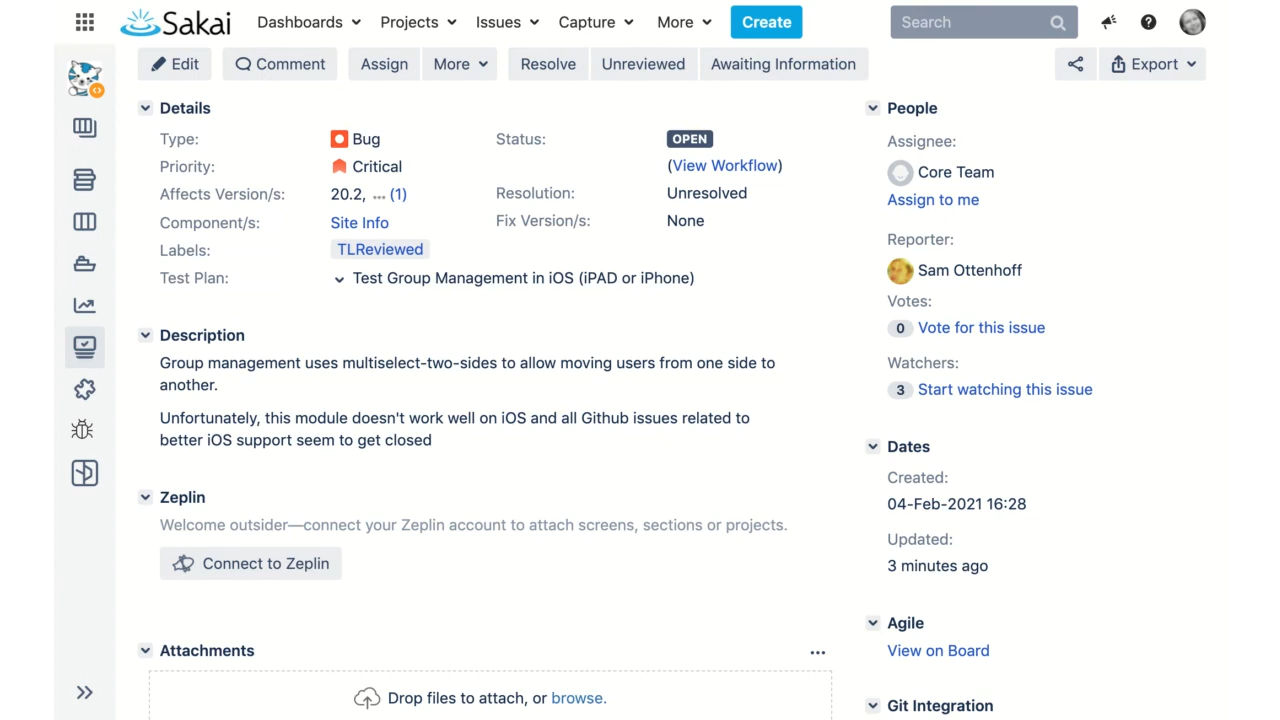 Sakai Dashboards Projects Issues Capture More Create Search
Edit Comment Assign More Resolve Unreviewed Awaiting Information Export
Details
Type: Bug Status: OPEN
Priority: Critical (View Workflow)
Affects Version/s: 20.2, ... (1) Resolution: Unresolved
Component/s: Site Info Fix Version/s: None
Labels: TLReviewed
Test Plan: Test Group Management in iOS (iPAD or iPhone)
Description
Group management uses multiselect-two-sides to allow moving users from one side to
another.
Unfortunately, this module doesn't work well on iOS and all Github issues related to
better iOS support seem to get closed
Zeplin
Welcome outsider—connect your Zeplin account to attach screens, sections or projects.
Connect to Zeplin
Attachments
Drop files to attach, or browse.
People
Assignee:
Core Team
Assign to me
Reporter:
Sam Ottenhoff
Votes:
0 Vote for this issue
Watchers:
3 Start watching this issue
Dates
Created:
04-Feb-2021 16:28
Updated:
3 minutes ago
Agile
View on Board
Git Integration